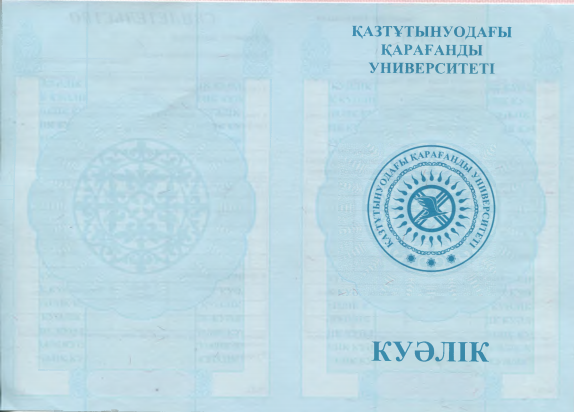 ҚАЗТҰТЫНУОДАҒЫ
ҚАРАҒАНДЫ
УНИВЕРСИТЕТІ
ҚАЗТҰТЫНУОДАҒЫ ҚАРАҒАНДЫ УНИВЕРСИТЕТІ
КУӘЛІК